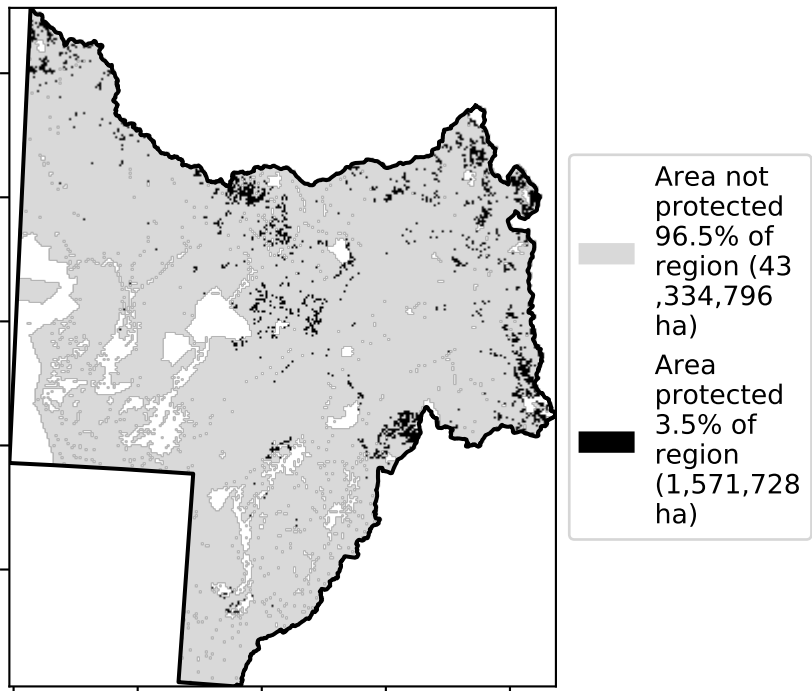 Area not
protected
96.5% of
region (43
,334,796
ha)
Area
protected
3.5% of
region
(1,571,728
ha)